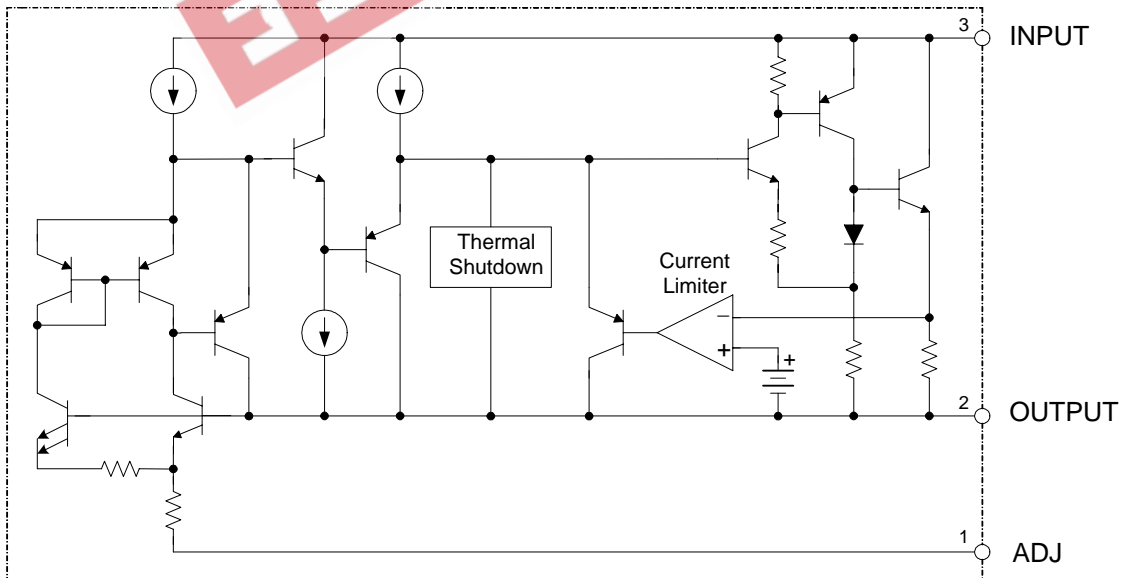 3 INPUT
Thermal
Shutdown
Current
Limiter
−
+
+
2 OUTPUT
1 ADJ